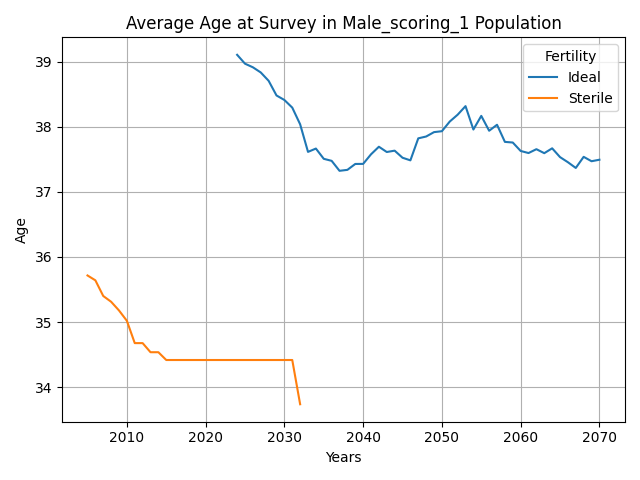 Average Age at Survey in Male_scoring_1 Population
Fertility
Ideal
Sterile
Age
39
38
37
36
35
34
2010 2020 2030 2040 2050 2060 2070
Years